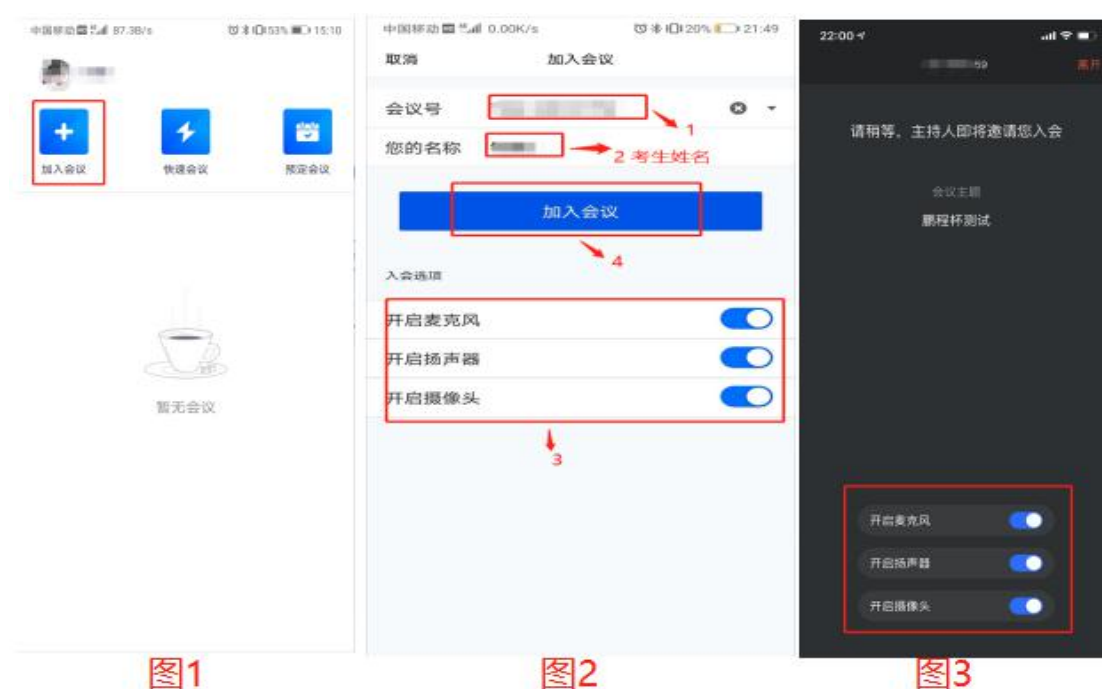 中国移动 87.3B/s 53% 15:10
加入会议
快速会议
预定会议
暂无会议
图1
中国移动 0.00K/s 20% 21:49
取消
加入会议
会议号
1
您的名称
2 考生姓名
加入会议
4
入会选项
开启麦克风
开启扬声器
开启摄像头
3
图2
22:00
59
离开
请稍等，主持人即将邀请您入会
会议主题
鹏程杯测试
开启麦克风
开启扬声器
开启摄像头
图3